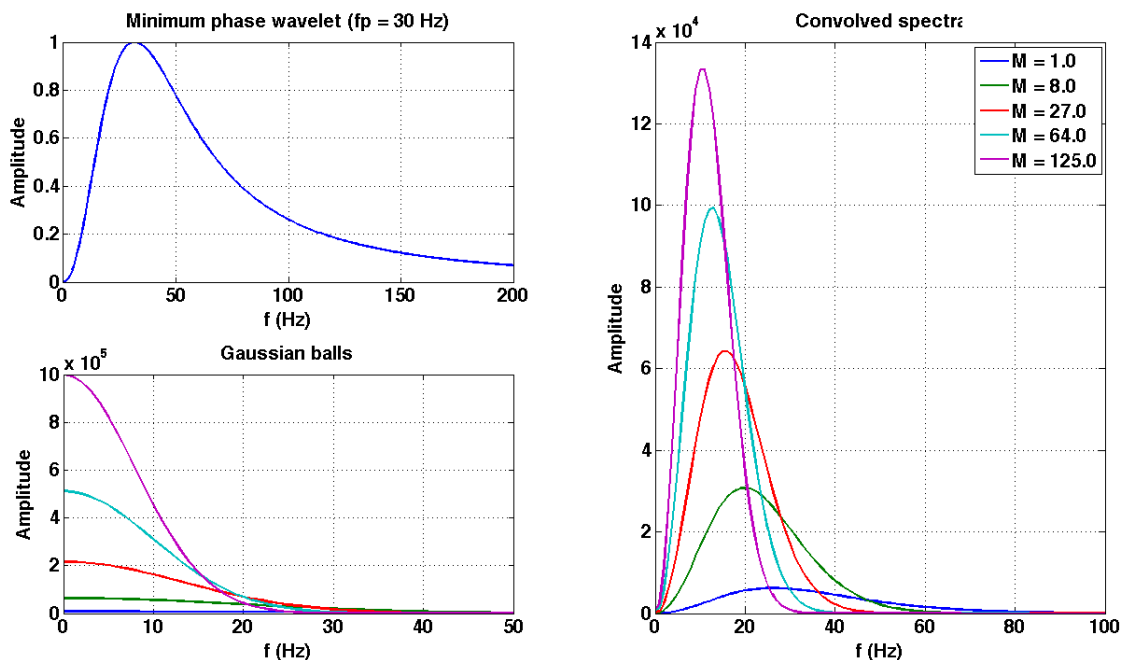 Minimum phase wavelet (fp = 30 Hz)
1
0.8
0.6
0.4
0.2
0
Amplitude
0 50 100 150 200
f (Hz)
Gaussian balls
x 10^5
10
8
6
4
2
0
Amplitude
0 10 20 30 40 50
f (Hz)
Convolved spectra
x 10^4
14
12
10
8
6
4
2
0
Amplitude
0 20 40 60 80 100
f (Hz)
M = 1.0
M = 8.0
M = 27.0
M = 64.0
M = 125.0